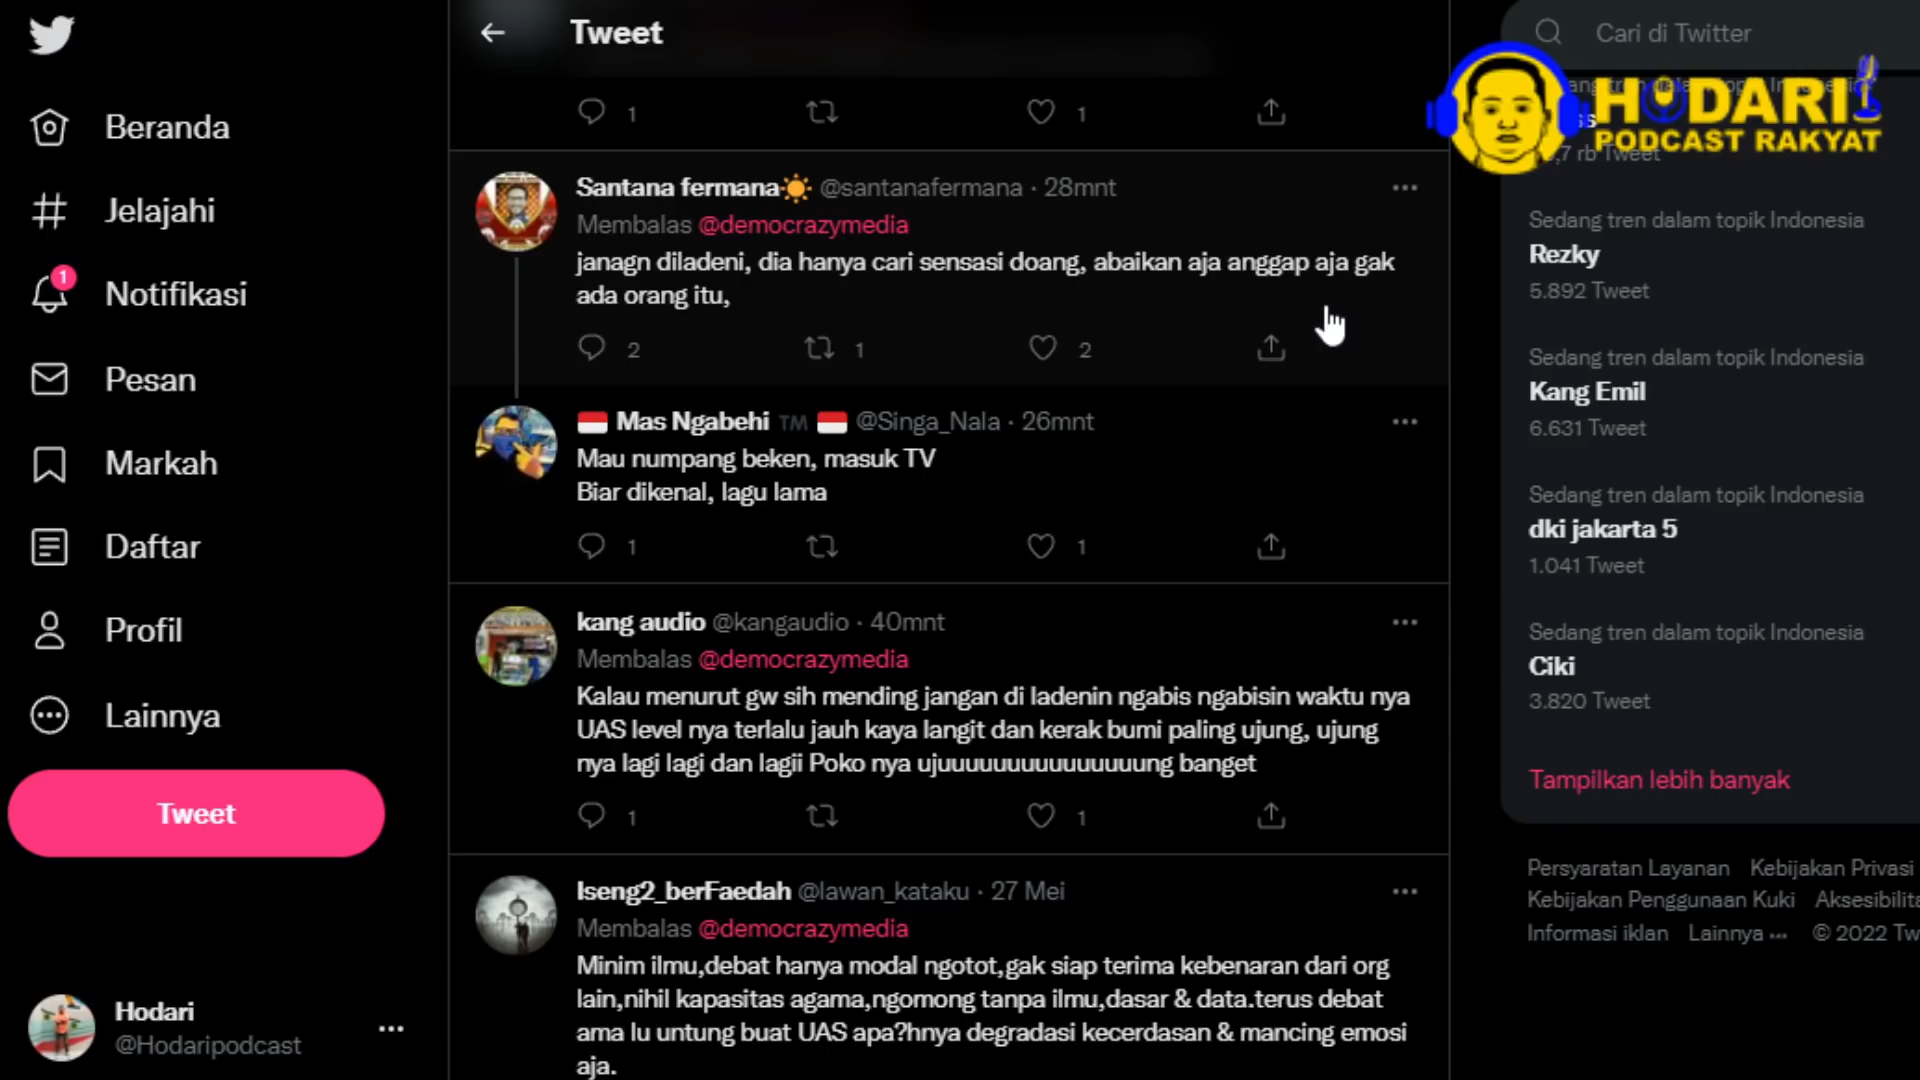 Tweet
Cari di Twitter
HODARI
PODCAST RAKYAT
Beranda
Jelajahi
1
Notifikasi
Pesan
Markah
Daftar
Profil
Lainnya
Tweet
Hodari
@Hodaripodcast
1 1
Santana fermana @santanafermana · 28mnt
Membalas @democrazymedia
janagn diladeni, dia hanya cari sensasi doang, abaikan aja anggap aja gak
ada orang itu,
2 1 2
Mas Ngabehi TM @Singa_Nala · 26mnt
Mau numpang beken, masuk TV
Biar dikenal, lagu lama
1 1
kang audio @kangaudio · 40mnt
Membalas @democrazymedia
Kalau menurut gw sih mending jangan di ladenin ngabis ngabisin waktu nya
UAS level nya terlalu jauh kaya langit dan kerak bumi paling ujung, ujung
nya lagi lagi dan lagii Poko nya ujuuuuuuuuuuuuuuung banget
1 1
Iseng2_berFaedah @lawan_kataku · 27 Mei
Membalas @democrazymedia
Minim ilmu,debat hanya modal ngotot,gak siap terima kebenaran dari org
lain,nihil kapasitas agama,ngomong tanpa ilmu,dasar & data.terus debat
ama lu untung buat UAS apa?hnya degradasi kecerdasan & mancing emosi
aja.
7 rb Tweet
Sedang tren dalam topik Indonesia
Rezky
5.892 Tweet
Sedang tren dalam topik Indonesia
Kang Emil
6.631 Tweet
Sedang tren dalam topik Indonesia
dki jakarta 5
1.041 Tweet
Sedang tren dalam topik Indonesia
Ciki
3.820 Tweet
Tampilkan lebih banyak
Persyaratan Layanan Kebijakan Privasi
Kebijakan Penggunaan Kuki Aksesibilita
Informasi iklan Lainnya ··· © 2022 Tw